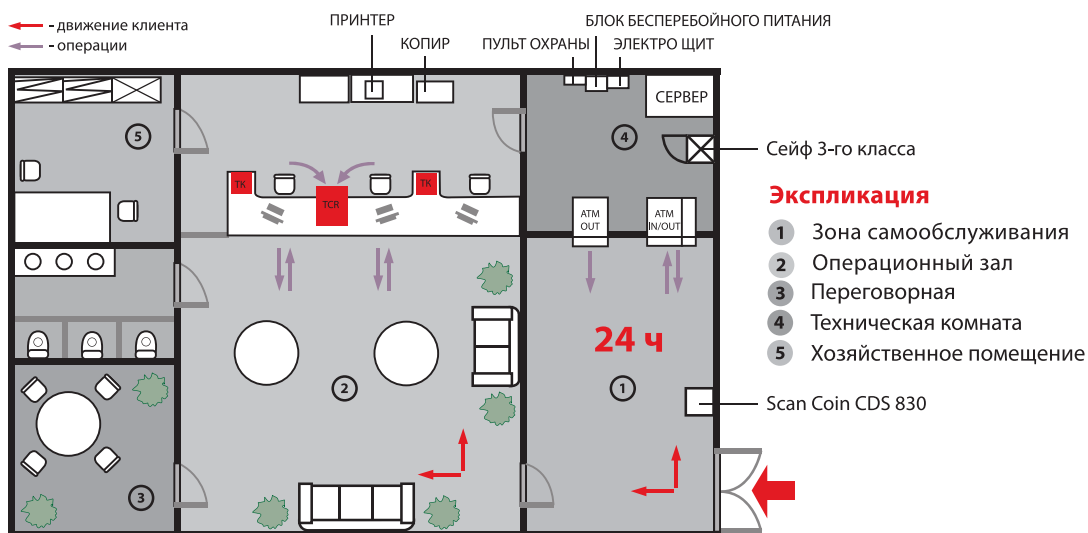 - движение клиента
- операции
ПРИНТЕР
КОПИР
БЛОК БЕСПЕРЕБОЙНОГО ПИТАНИЯ
ПУЛЬТ ОХРАНЫ
ЭЛЕКТРО ЩИТ
СЕРВЕР
5
4
Сейф 3-го класса
ТК
TCR
ТК
ATM
OUT
ATM
IN/OUT
Экспликация
1 Зона самообслуживания
2 Операционный зал
3 Переговорная
4 Техническая комната
5 Хозяйственное помещение
24 ч
2
1
Scan Coin CDS 830
3